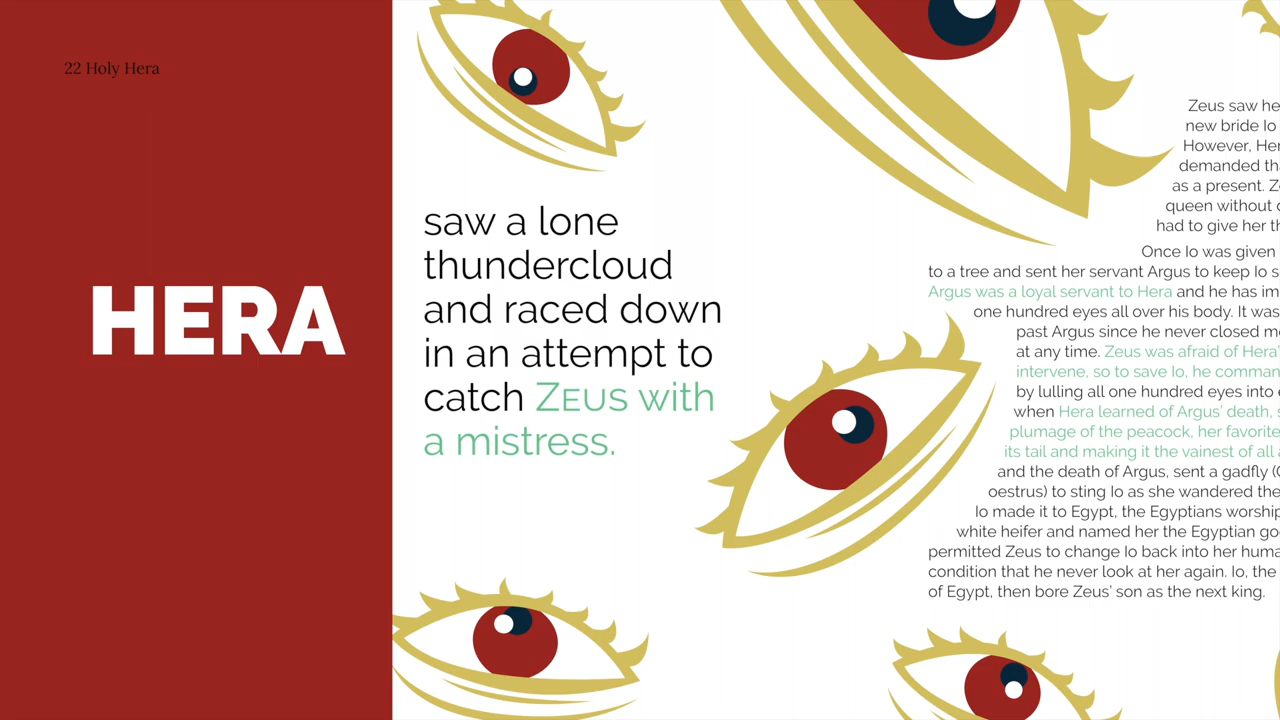 22 Holy Hera
HERA
saw a lone
thundercloud
and raced down
in an attempt to
catch ZEUS with
a mistress.
Zeus saw he
new bride Io
However, Her
demanded tha
as a present. Ze
queen without
had to give her th
Once Io was given
to a tree and sent her servant Argus to keep Io s
Argus was a loyal servant to Hera and he has im
one hundred eyes all over his body. It was
past Argus since he never closed mo
at any time. Zeus was afraid of Hera'
intervene, so to save Io, he comman
by lulling all one hundred eyes into
when Hera learned of Argus' death, s
plumage of the peacock, her favorite
its tail and making it the vainest of all a
and the death of Argus, sent a gadfly (
oestrus) to sting Io as she wandered the
Io made it to Egypt, the Egyptians worship
white heifer and named her the Egyptian go
permitted Zeus to change Io back into her huma
condition that he never look at her again. Io, the
of Egypt, then bore Zeus' son as the next king.